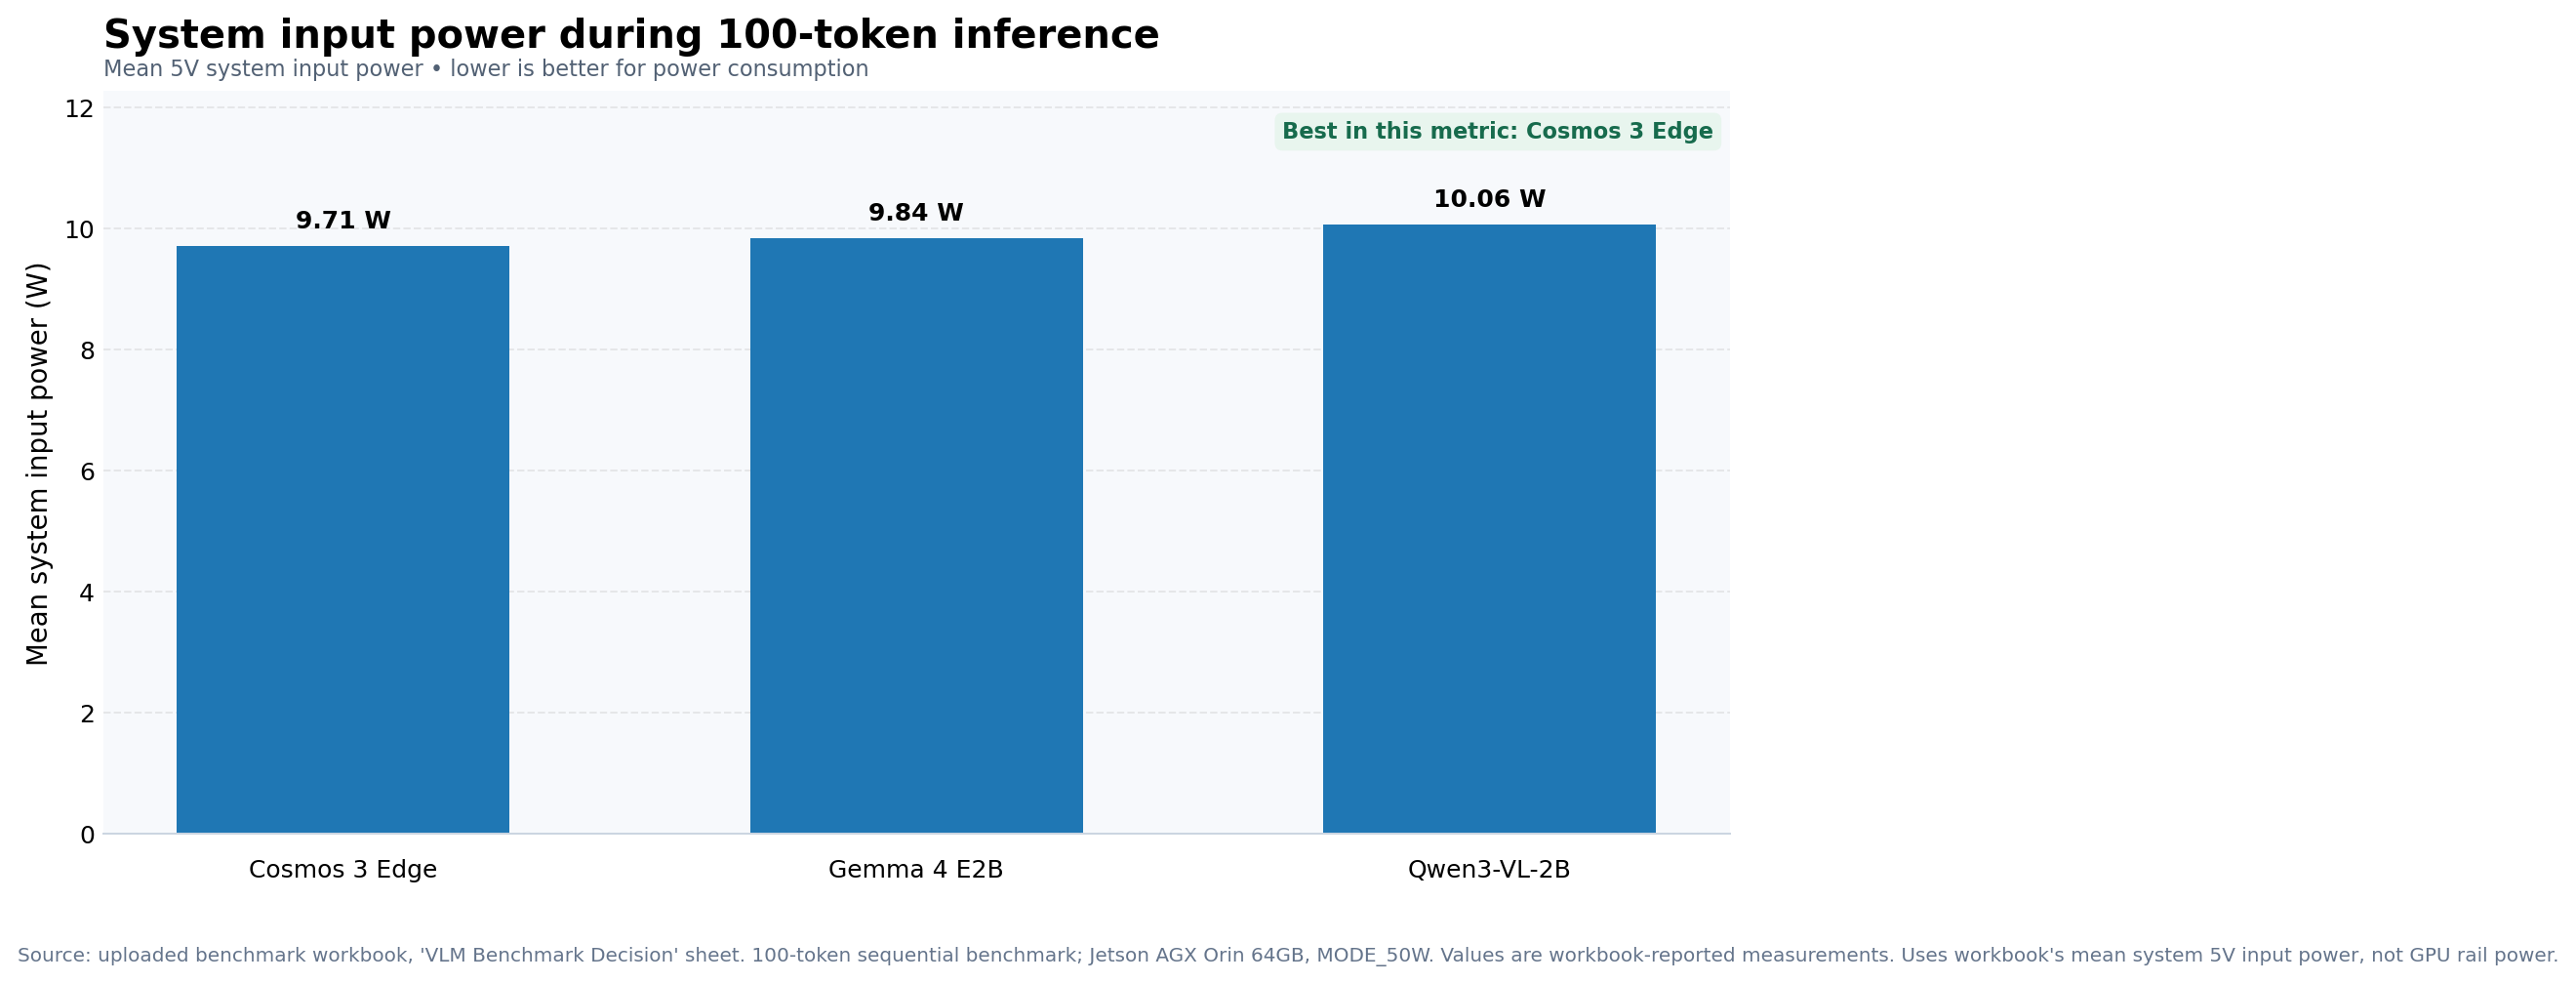 System input power during 100-token inference
Mean 5V system input power • lower is better for power consumption
Mean system input power (W)
12
10
8
6
4
2
0
Best in this metric: Cosmos 3 Edge
9.71 W
9.84 W
10.06 W
Cosmos 3 Edge
Gemma 4 E2B
Qwen3-VL-2B
Source: uploaded benchmark workbook, 'VLM Benchmark Decision' sheet. 100-token sequential benchmark; Jetson AGX Orin 64GB, MODE_50W. Values are workbook-reported measurements. Uses workbook's mean system 5V input power, not GPU rail power.